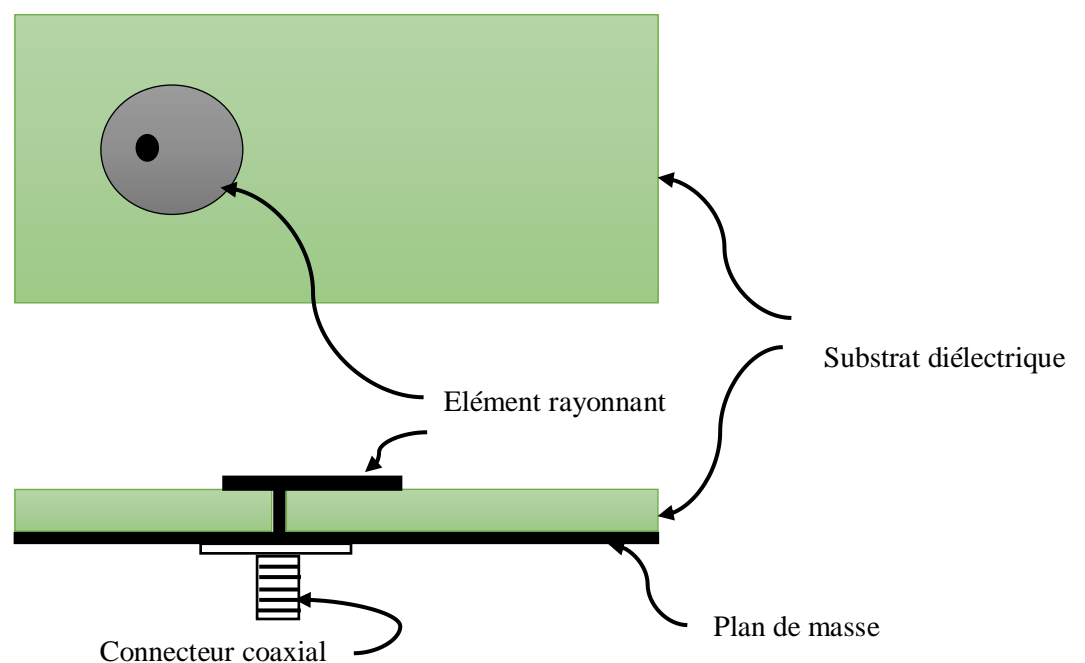 Substrat diélectrique
Elément rayonnant
Plan de masse
Connecteur coaxial